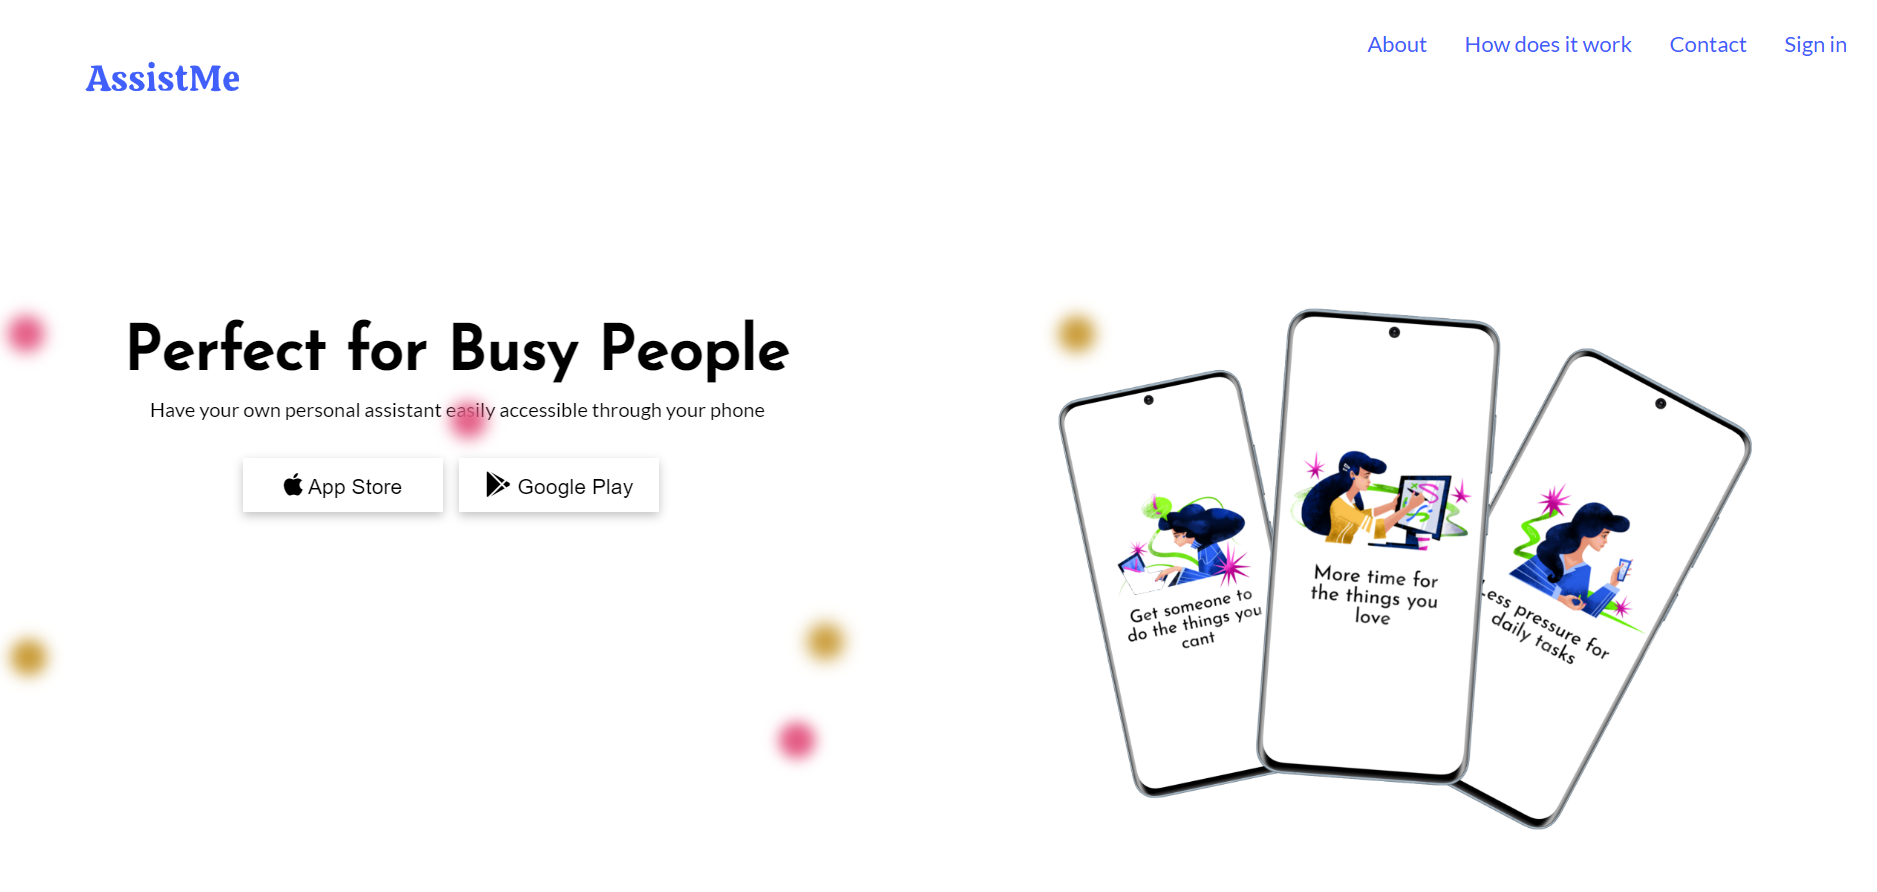 AssistMe
About
How does it work
Contact
Sign in
Perfect for Busy People
Have your own personal assistant easily accessible through your phone
App Store
Google Play
Get someone to
do the things you
cant
More time for
the things you
love
Less pressure for
daily tasks